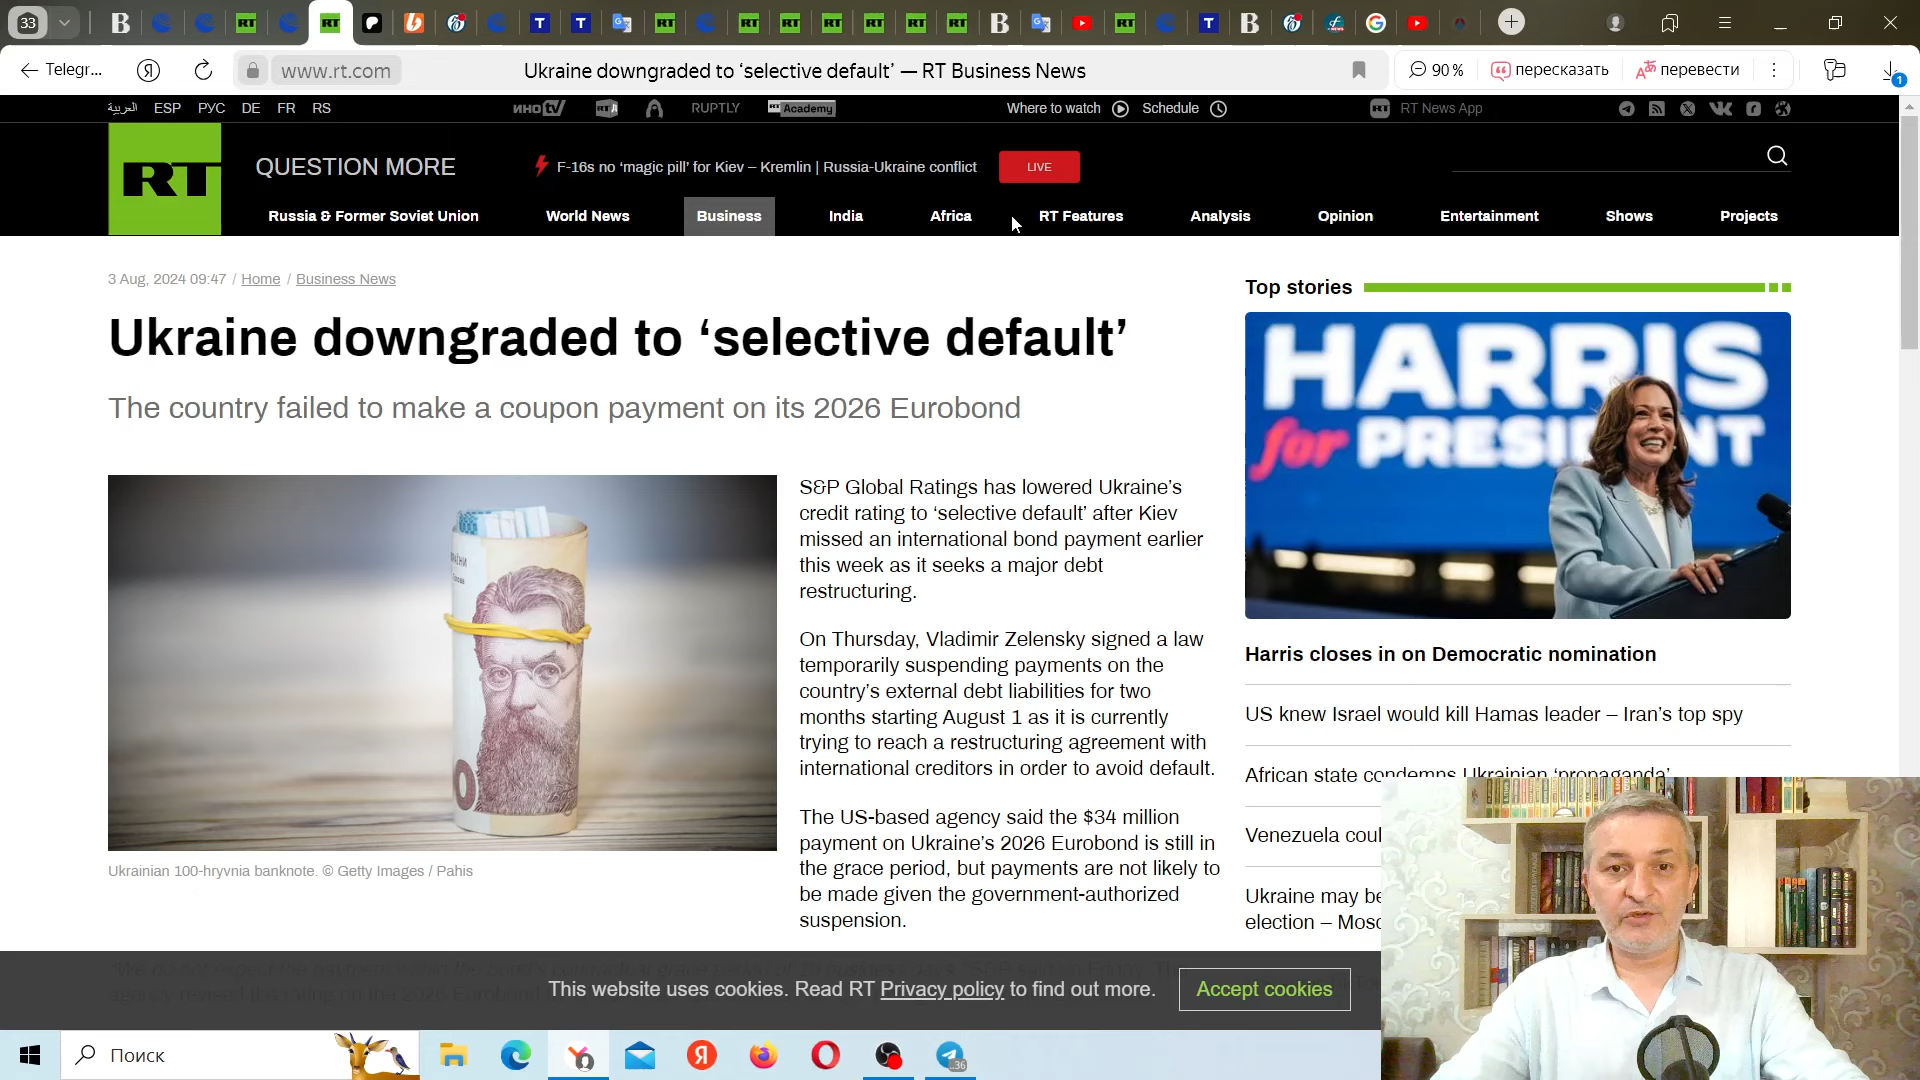 33
Telegr...
www.rt.com
Ukraine downgraded to ‘selective default’ — RT Business News
90 %
пересказать
перевести
1
العربية ESP РУС DE FR RS
ИНОTV
RUPTLY
RT Academy
Where to watch
Schedule
RT News App
RT
QUESTION MORE
F-16s no ‘magic pill’ for Kiev – Kremlin | Russia-Ukraine conflict
LIVE
Russia & Former Soviet Union
World News
Business
India
Africa
RT Features
Analysis
Opinion
Entertainment
Shows
Projects
3 Aug, 2024 09:47 / Home / Business News
Ukraine downgraded to ‘selective default’
The country failed to make a coupon payment on its 2026 Eurobond
Ukrainian 100-hryvnia banknote. © Getty Images / Pahis
S&P Global Ratings has lowered Ukraine’s
credit rating to ‘selective default’ after Kiev
missed an international bond payment earlier
this week as it seeks a major debt
restructuring.
On Thursday, Vladimir Zelensky signed a law
temporarily suspending payments on the
country’s external debt liabilities for two
months starting August 1 as it is currently
trying to reach a restructuring agreement with
international creditors in order to avoid default.
The US-based agency said the $34 million
payment on Ukraine’s 2026 Eurobond is still in
the grace period, but payments are not likely to
be made given the government-authorized
suspension.
Top stories
HARRIS
for PRESIDENT
Harris closes in on Democratic nomination
US knew Israel would kill Hamas leader – Iran’s top spy
African state condemns Ukrainian ‘propaganda’
Venezuela coul
Ukraine may be
election – Mosc
This website uses cookies. Read RT Privacy policy to find out more.
Accept cookies
Поиск
36